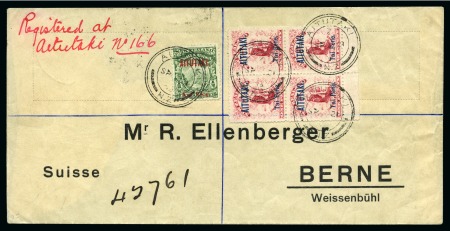 Registered at
Aitutaki Nº 166
AITUTAKI
AITUTAKI
AITUTAKI
AITUTAKI
AITUTAKI
Mr R. Ellenberger
Suisse
BERNE
Weissenbühl
45761